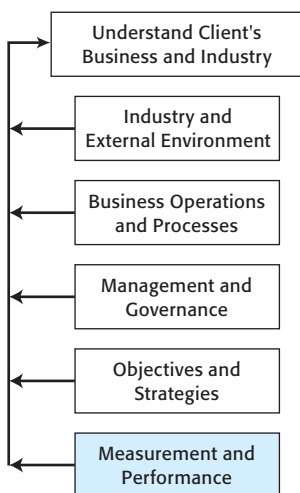 Understand Client's
Business and Industry
Industry and
External Environment
Business Operations
and Processes
Management and
Governance
Objectives and
Strategies
Measurement and
Performance